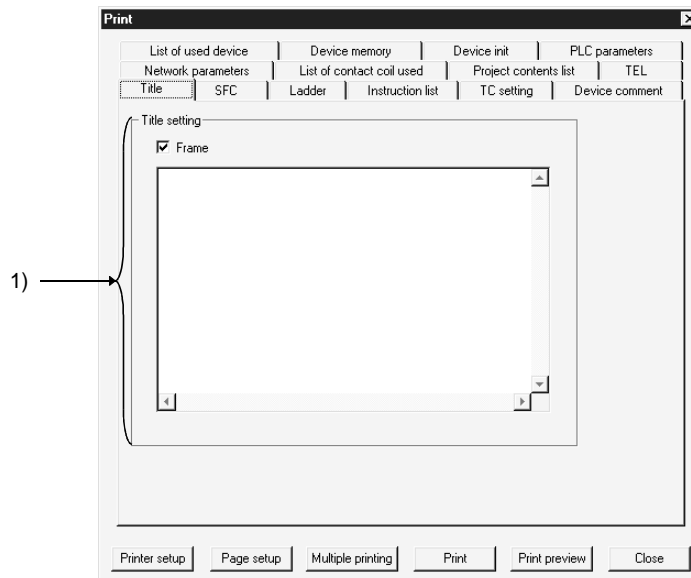 Print
List of used device Device memory Device init PLC parameters
Network parameters List of contact coil used Project contents list TEL
Title SFC Ladder Instruction list TC setting Device comment
Title setting
Frame
1)
Printer setup Page setup Multiple printing Print Print preview Close